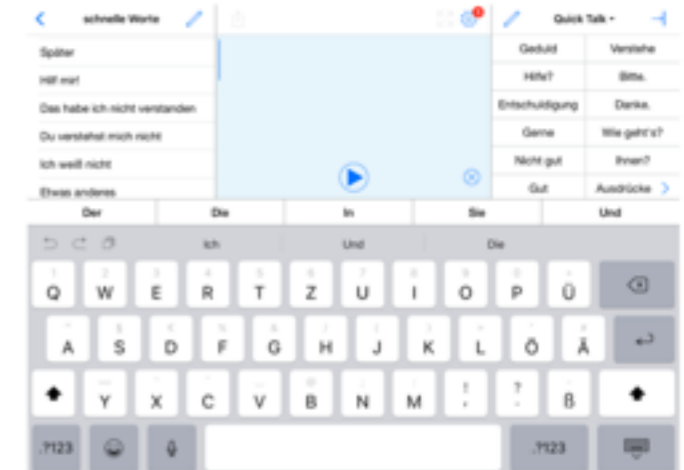 schnelle Worte
Quick Talk
Später
Hilf mir!
Das habe ich nicht verstanden
Du verstehst mich nicht
Ich weiß nicht
Etwas anderes
Geduld Verstehe
Hilfe? Bitte.
Entschuldigung Danke.
Gerne Wie geht's?
Nicht gut Ihnen?
Gut Ausdrücke
Der Die In Sie Und
Ich Und Die
Q W E R T Z U I O P Ü
A S D F G H J K L Ö Ä
Y X C V B N M ! , ? . ß
.?123 .?123